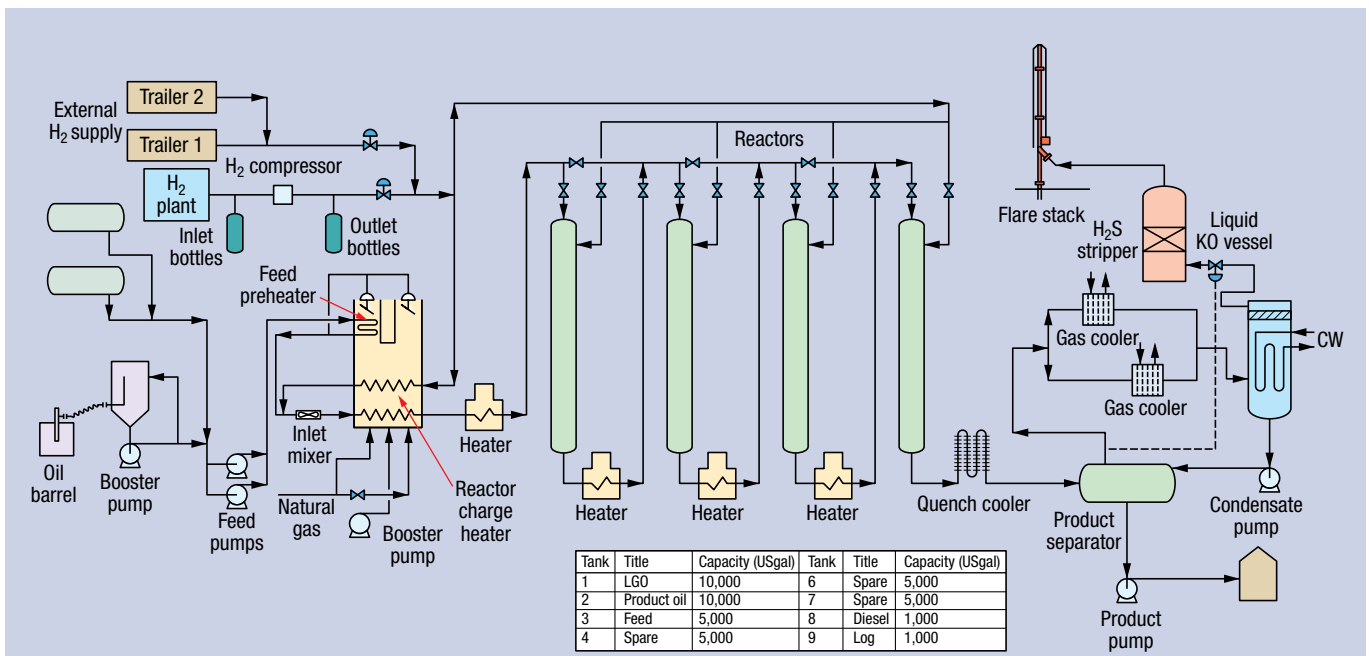 Trailer 2
External
H2 supply
Trailer 1
H2 compressor
H2
plant
Inlet
bottles
Outlet
bottles
Feed
preheater
Oil
barrel
Booster
pump
Feed
pumps
Inlet
mixer
Natural
gas
Booster
pump
Reactor
charge
heater
Heater
Reactors
Heater
Heater
Heater
Quench cooler
Flare stack
H2S
stripper
Liquid
KO vessel
Gas cooler
Gas cooler
CW
Product
separator
Condensate
pump
Product
pump
Tank Title Capacity (USgal) Tank Title Capacity (USgal)
1 LGO 10,000 6 Spare 5,000
2 Product oil 10,000 7 Spare 5,000
3 Feed 5,000 8 Diesel 1,000
4 Spare 5,000 9 Log 1,000